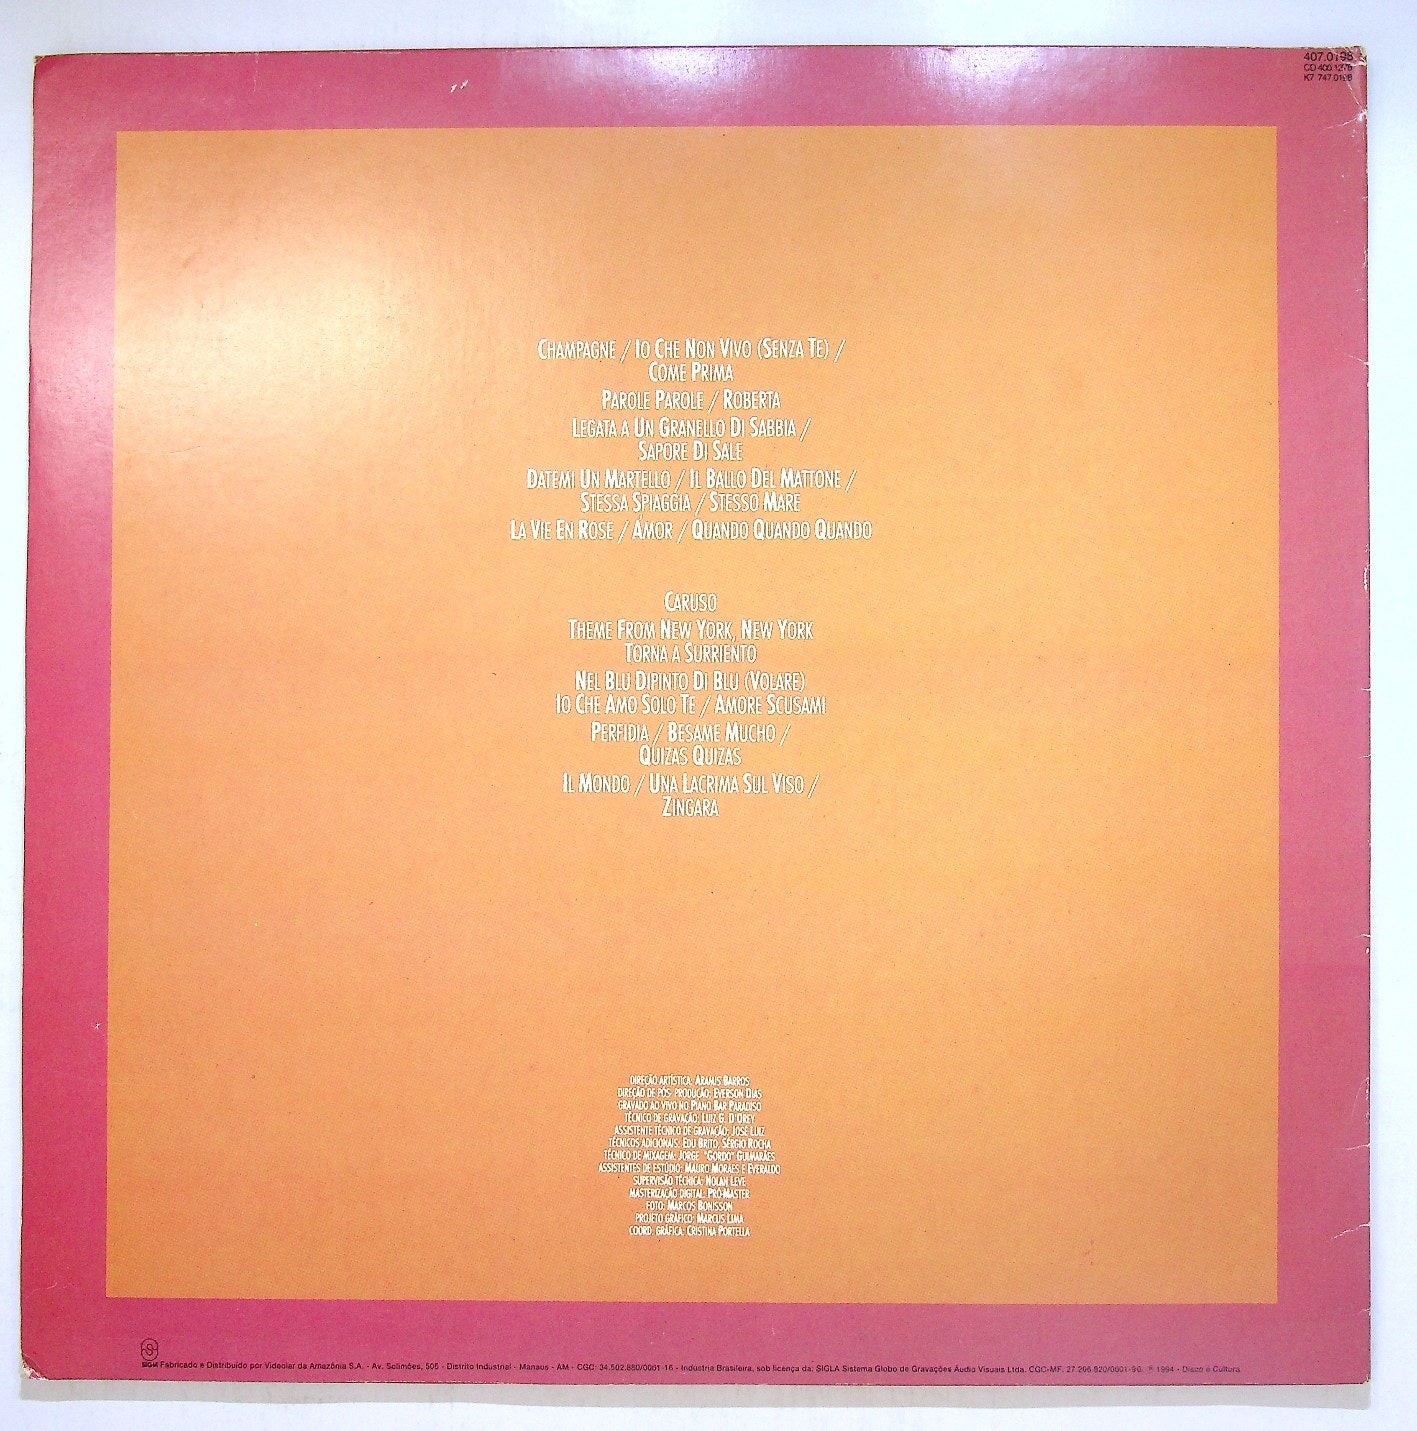 407.0198
CD 400.1276
K7 747.0198
CHAMPAGNE / IO CHE NON VIVO (SENZA TE) /
COME PRIMA
PAROLE PAROLE / ROBERTA
LEGATA A UN GRANELLO DI SABBIA /
SAPORE DI SALE
DATEMI UN MARTELLO / IL BALLO DEL MATTONE /
STESSA SPIAGGIA / STESSO MARE
LA VIE EN ROSE / AMOR / QUANDO QUANDO QUANDO
CARUSO
THEME FROM NEW YORK, NEW YORK
TORNA A SURRIENTO
NEL BLU DIPINTO DI BLU (VOLARE)
IO CHE AMO SOLO TE / AMORE SCUSAMI
PERFIDIA / BESAME MUCHO /
QUIZAS QUIZAS
IL MONDO / UNA LACRIMA SUL VISO /
ZINGARA
DIREÇÃO ARTÍSTICA: ARAMIS BARROS
DIREÇÃO DE PÓS- PRODUÇÃO: EVERSON DIAS
GRAVADO AO VIVO NO PIANO BAR PARADISO
TÉCNICO DE GRAVAÇÃO: LUIZ G. D'OREY
ASSISTENTE TÉCNICO DE GRAVAÇÃO: JOSÉ LUIZ
TÉCNICOS ADICIONAIS: EDU BRITO, SÉRGIO ROCHA
TÉCNICO DE MIXAGEM: JORGE "GORDO" GUIMARÃES
ASSISTENTES DE ESTÚDIO: MAURO MORAES E EVERALDO
SUPERVISÃO TÉCNICA: NOLAN LEVE
MASTERIZAÇÃO DIGITAL: PRÓ-MASTER
FOTO: MARCOS BONISSON
PROJETO GRÁFICO: MARCUS LIMA
COORD. GRÁFICA: CRISTINA PORTELLA
SIGLA Fabricado e Distribuído por Videolar da Amazônia S.A. - Av. Solimões, 505 - Distrito Industrial - Manaus - AM - CGC: 34.502.880/0001-16 - Indústria Brasileira, sob licença da: SIGLA Sistema Globo de Gravações Áudio Visuais Ltda. CGC-MF. 27.296.920/0001-90. ℗ 1994 - Disco é Cultura.